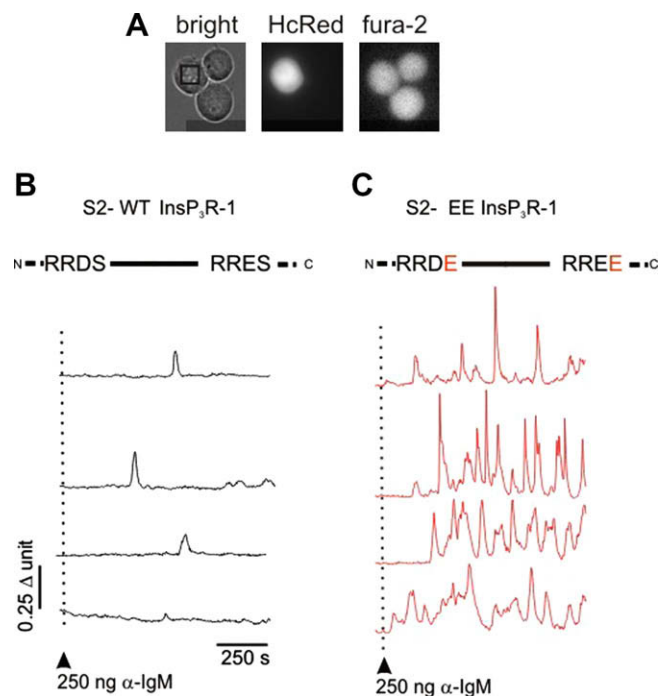 A bright HcRed fura-2
B C
S2- WT InsP₃R-1 S2- EE InsP₃R-1
N RRDS RRES C N RRDE RREE C
0.25 Δ unit
250 s
250 ng α-IgM 250 ng α-IgM